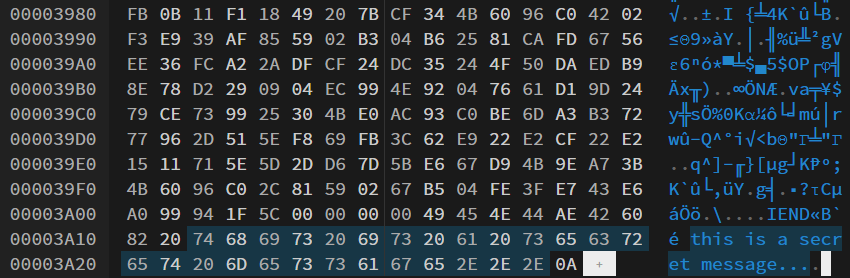 00003980 FB 0B 11 F1 18 49 20 7B CF 34 4B 60 96 C0 42 02 √..±.I {╧4K`û└B.
00003990 F3 E9 39 AF 85 59 02 B3 04 B6 25 81 CA FD 67 56 ≤Θ9»àY.│.╢%ü╩²gV
000039A0 EE 36 FC A2 2A DF CF 24 DC 35 24 4F 50 DA ED B9 ε6ⁿó*▀╧$▄5$OP┌φ╣
000039B0 8E 78 D2 29 09 04 EC 99 4E 92 04 76 61 D1 9D 24 Äx╥)..∞ÖNÆ.va╤¥$
000039C0 79 CE 73 99 25 30 4B E0 AC 93 C0 BE 6D A3 B3 72 y╬sÖ%0Kα¼ô└╛mú│r
000039D0 77 96 2D 51 5E F8 69 FB 3C 62 E9 22 E2 CF 22 E2 wû-Q^°i√<bΘ"Γ╧"Γ
000039E0 15 11 71 5E 5D 2D D6 7D 5B E6 67 D9 4B 9E A7 3B ..q^]-╓}[µg┘K₧º;
000039F0 4B 60 96 C0 2C 81 59 02 67 B5 04 FE 3F E7 43 E6 K`û└,üY.g╡.▪?τCµ
00003A00 A0 99 94 1F 5C 00 00 00 00 49 45 4E 44 AE 42 60 áÖö.\....IEND«B`
00003A10 82 20 74 68 69 73 20 69 73 20 61 20 73 65 63 72 é this is a secr
00003A20 65 74 20 6D 65 73 73 61 67 65 2E 2E 2E 0A + et message....